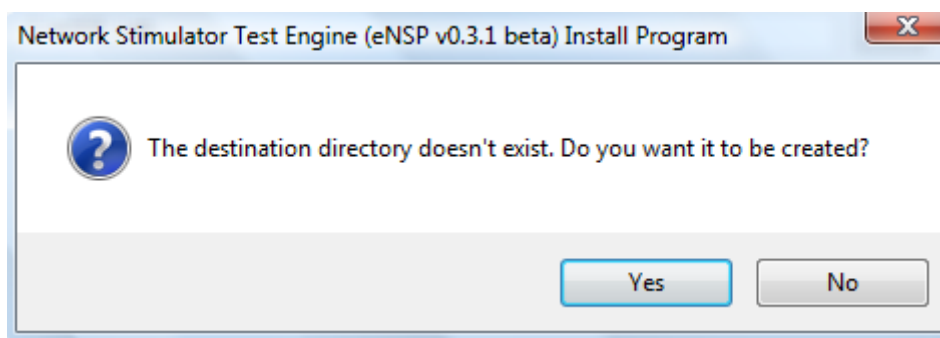 Network Stimulator Test Engine (eNSP v0.3.1 beta) Install Program
The destination directory doesn't exist. Do you want it to be created?
Yes No